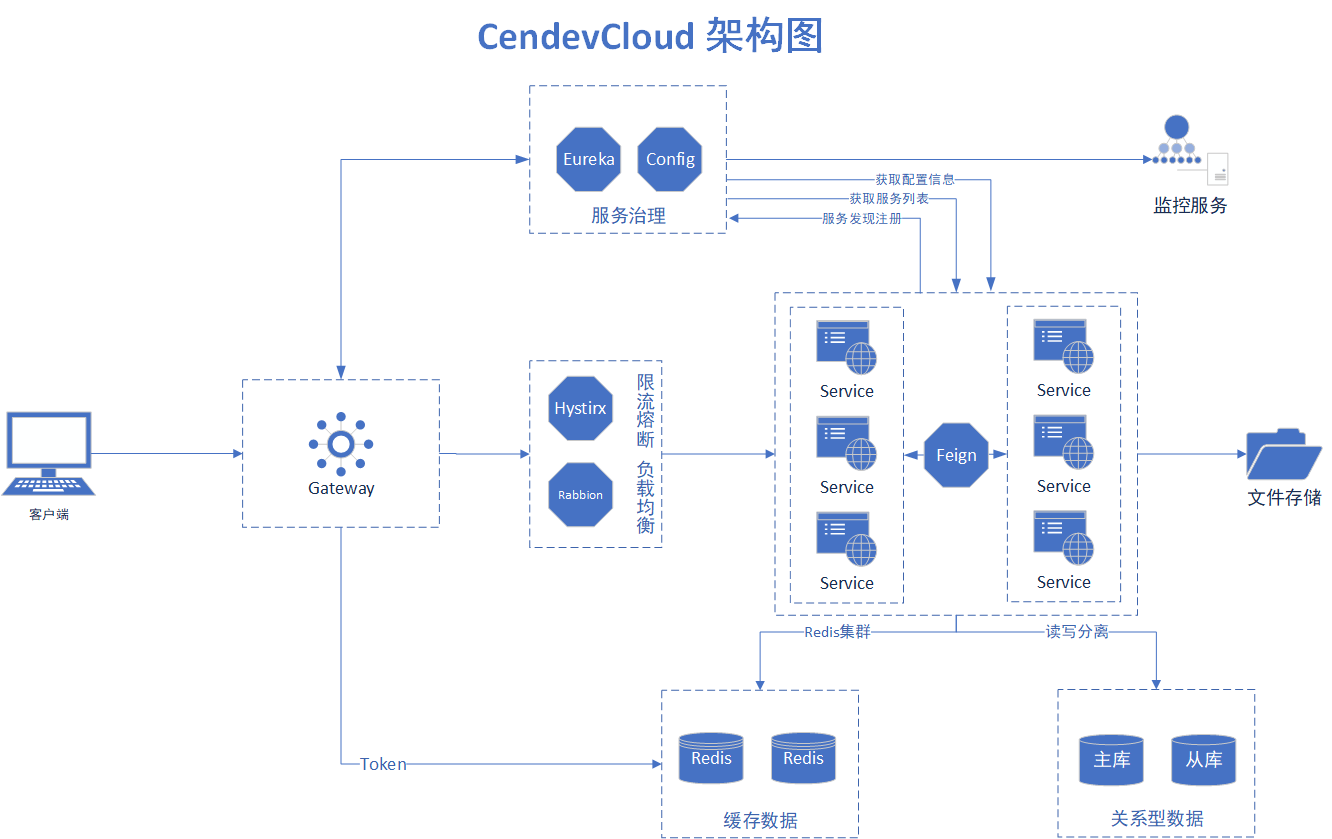 CendevCloud 架构图
Eureka
Config
服务治理
获取配置信息
获取服务列表
服务发现注册
监控服务
客户端
Gateway
Hystirx
限流熔断
Rabbion
负载均衡
Service
Service
Service
Feign
Service
Service
Service
文件存储
Redis集群
读写分离
Token
Redis
Redis
缓存数据
主库
从库
关系型数据